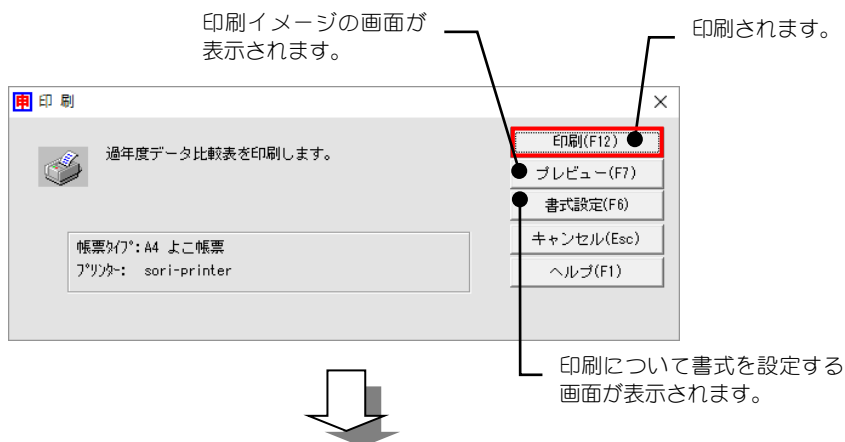 印刷イメージの画面が
表示されます。
印刷されます。
申 印 刷
過年度データ比較表を印刷します。
印刷(F12)
プレビュー(F7)
書式設定(F6)
キャンセル(Esc)
ヘルプ(F1)
帳票ﾀｲﾌﾟ:A4 よこ帳票
ﾌﾟﾘﾝﾀｰ: sori-printer
印刷について書式を設定する
画面が表示されます。